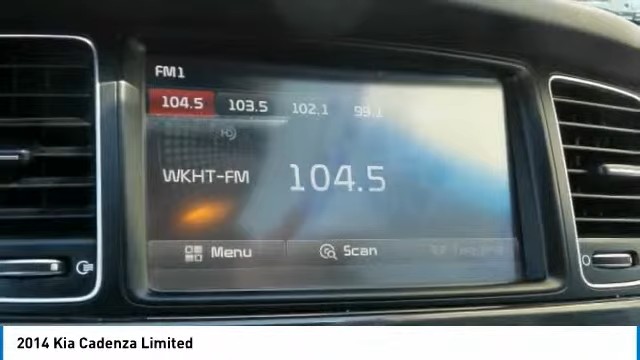 FM1
104.5 103.5 102.1 99.1
WKHT-FM 104.5
Menu Scan
2014 Kia Cadenza Limited